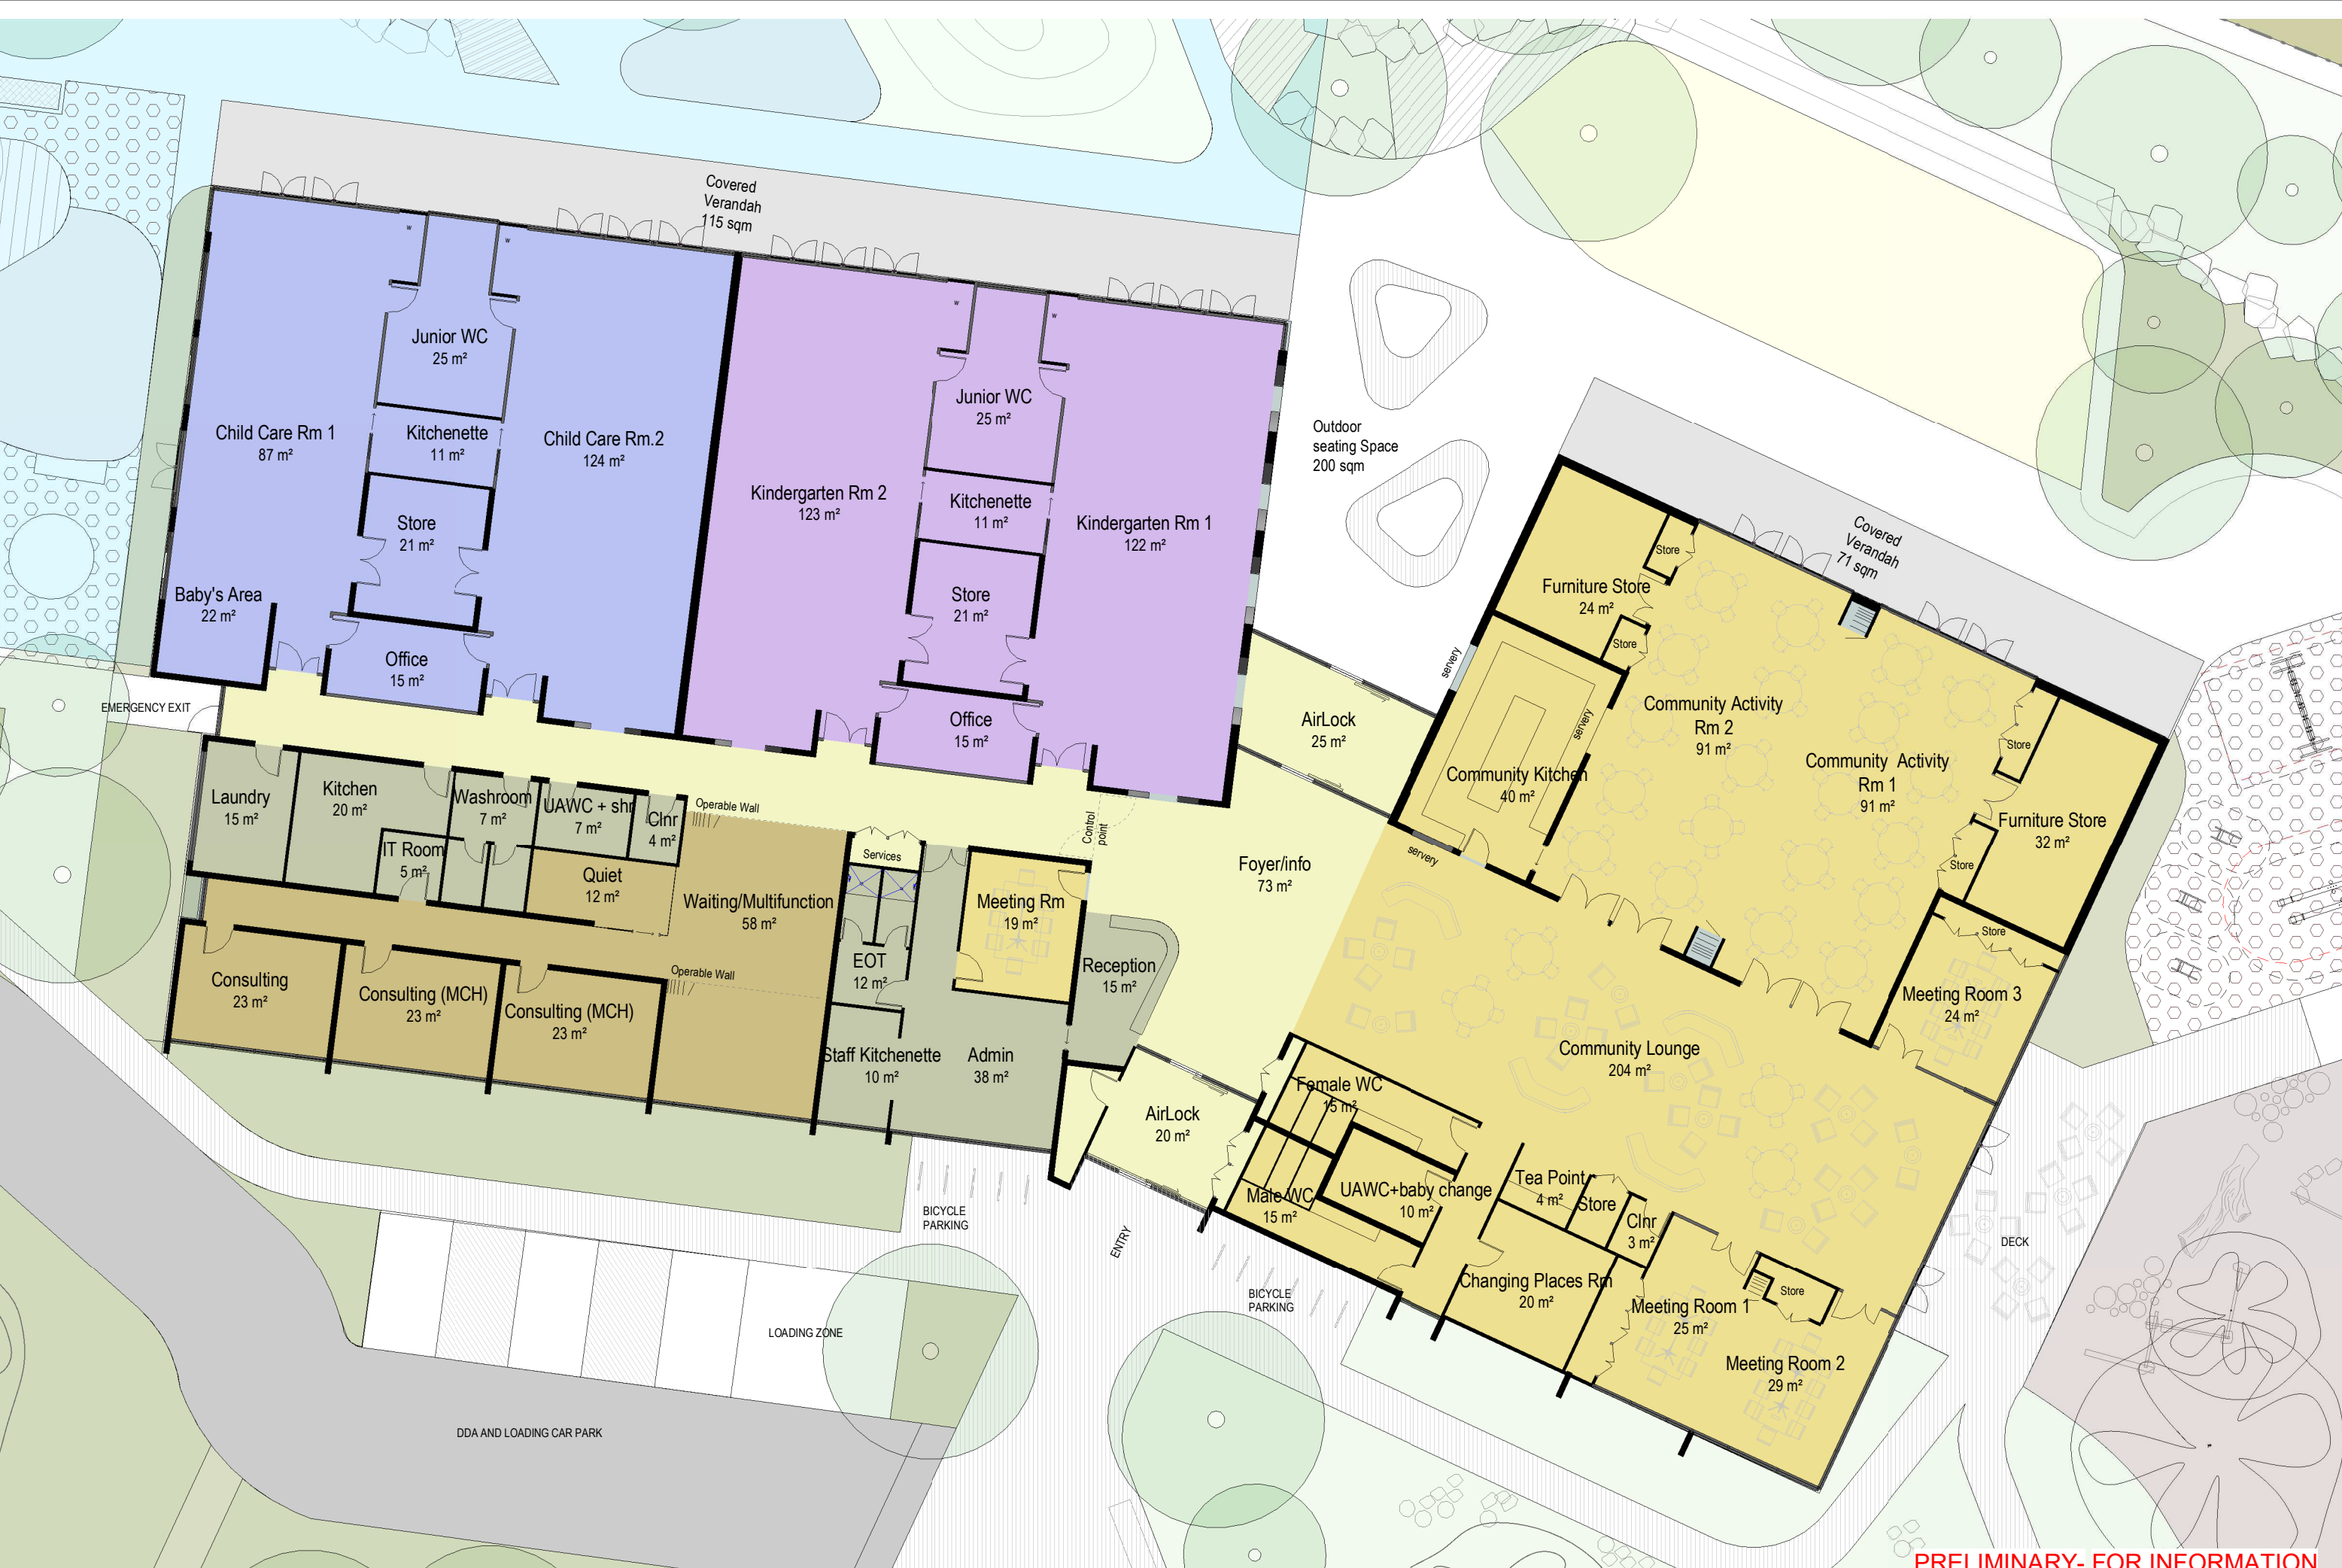 Covered
Verandah
115 sqm
w
w
w
w
Junior WC
25 m²
Junior WC
25 m²
Child Care Rm 1
87 m²
Kitchenette
11 m²
Child Care Rm.2
124 m²
Kindergarten Rm 2
123 m²
Kitchenette
11 m²
Kindergarten Rm 1
122 m²
Store
21 m²
Store
21 m²
Baby's Area
22 m²
Office
15 m²
Office
15 m²
EMERGENCY EXIT
Outdoor
seating Space
200 sqm
Covered
Verandah
71 sqm
Store
Furniture Store
24 m²
Store
servery
servery
AirLock
25 m²
Community Activity
Rm 2
91 m²
Community Activity
Rm 1
91 m²
Store
Community Kitchen
40 m²
Furniture Store
32 m²
Store
servery
Laundry
15 m²
Kitchen
20 m²
Washroom
7 m²
UAWC + shr
7 m²
Clnr
4 m²
Operable Wall
Control
point
IT Room
5 m²
Quiet
12 m²
Services
Foyer/info
73 m²
Waiting/Multifunction
58 m²
Meeting Rm
19 m²
Store
EOT
12 m²
Reception
15 m²
Operable Wall
Consulting
23 m²
Consulting (MCH)
23 m²
Consulting (MCH)
23 m²
Meeting Room 3
24 m²
Staff Kitchenette
10 m²
Admin
38 m²
Community Lounge
204 m²
Female WC
15 m²
AirLock
20 m²
Male WC
15 m²
UAWC+baby change
10 m²
Tea Point
4 m²
Store
Clnr
3 m²
BICYCLE
PARKING
ENTRY
DECK
Changing Places Rm
20 m²
BICYCLE
PARKING
Store
Meeting Room 1
25 m²
Meeting Room 2
29 m²
LOADING ZONE
DDA AND LOADING CAR PARK
PRELIMINARY- FOR INFORMATION